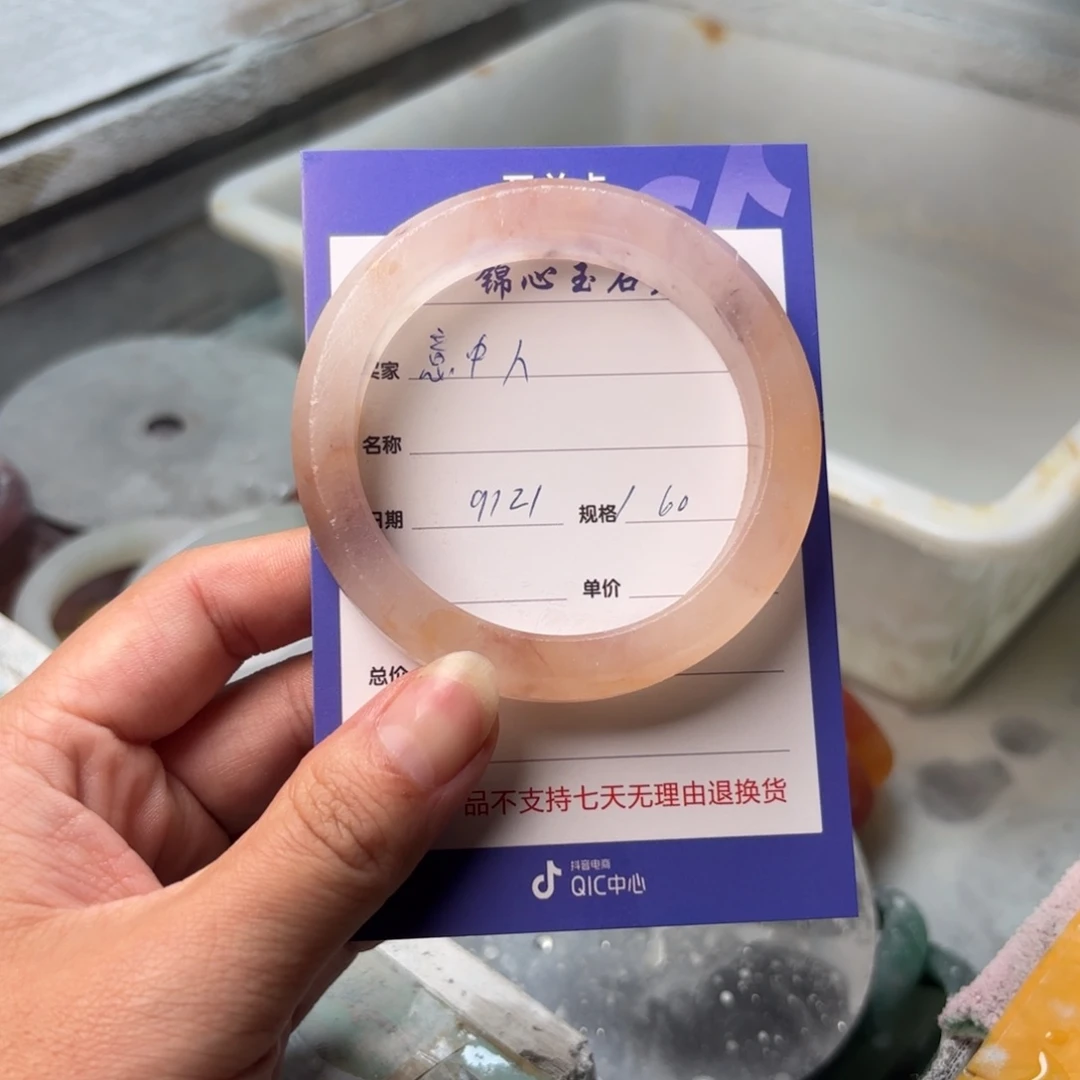 锦心玉石
买家 意中人
名称
日期 9121 规格 / 60
单价
总价
品不支持七天无理由退换货
抖音电商
QIC中心